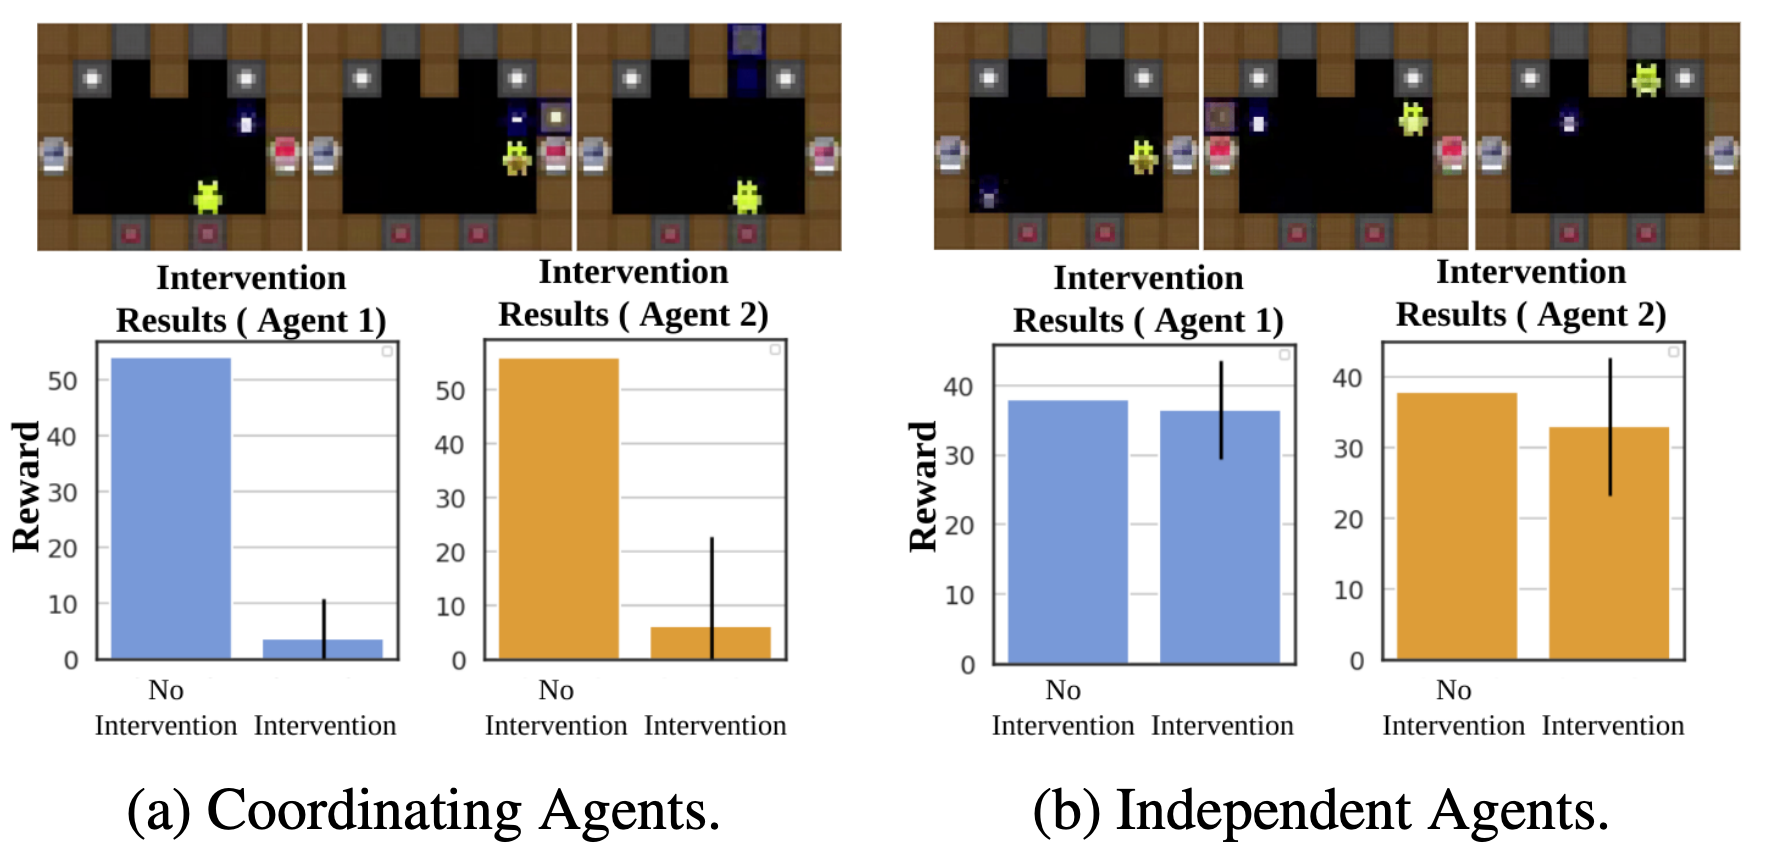 Intervention
Results ( Agent 1)
Intervention
Results ( Agent 2)
Reward
50
40
30
20
10
0
50
40
30
20
10
0
No
Intervention
Intervention
No
Intervention
Intervention
(a) Coordinating Agents.
Intervention
Results ( Agent 1)
Intervention
Results ( Agent 2)
Reward
40
30
20
10
0
40
30
20
10
0
No
Intervention
Intervention
No
Intervention
Intervention
(b) Independent Agents.